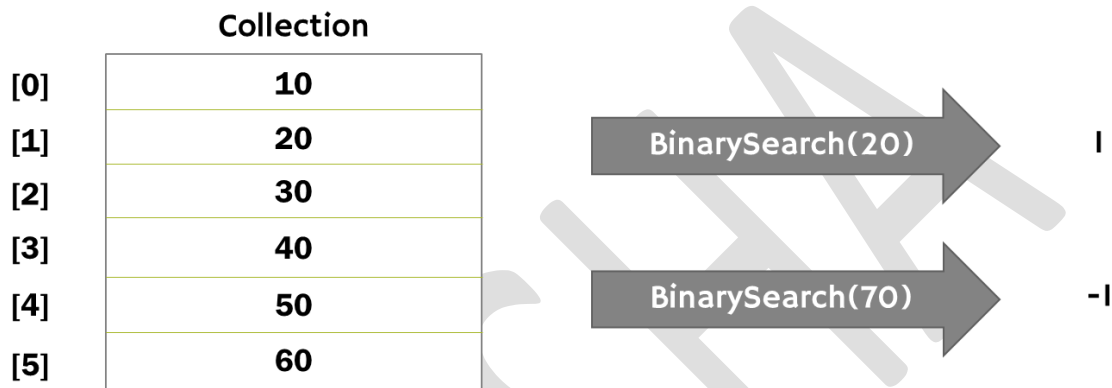 Collection
[0] 10
[1] 20
[2] 30
[3] 40
[4] 50
[5] 60
BinarySearch(20) 1
BinarySearch(70) -1